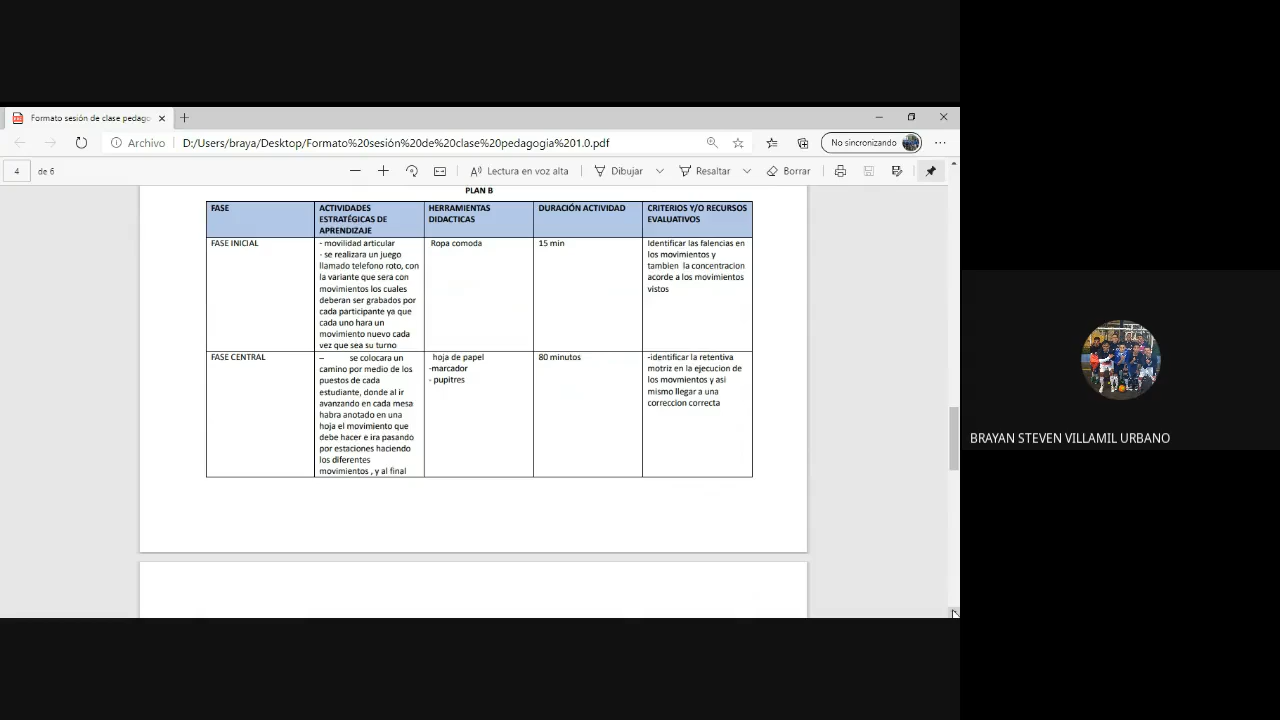 Formato sesión de clase pedago
Archivo
D:/Users/braya/Desktop/Formato%20sesión%20de%20clase%20pedagogia%201.0.pdf
No sincronizando
4
de 6
Lectura en voz alta
Dibujar
Resaltar
Borrar
PLAN B
FASE
ACTIVIDADES
ESTRATÉGICAS DE
APRENDIZAJE
HERRAMIENTAS
DIDACTICAS
DURACIÓN ACTIVIDAD
CRITERIOS Y/O RECURSOS
EVALUATIVOS
FASE INICIAL
- movilidad articular
- se realizara un juego
llamado telefono roto, con
la variante que sera con
movimientos los cuales
deberan ser grabados por
cada participante ya que
cada uno hara un
movimiento nuevo cada
vez que sea su turno
Ropa comoda
15 min
Identificar las falencias en
los movimientos y
tambien la concentracion
acorde a los movimientos
vistos
FASE CENTRAL
– se colocara un
camino por medio de los
puestos de cada
estudiante, donde al ir
avanzando en cada mesa
habra anotado en una
hoja el movimiento que
debe hacer e ira pasando
por estaciones haciendo
los diferentes
movimientos , y al final
hoja de papel
-marcador
- pupitres
80 minutos
-identificar la retentiva
motriz en la ejecucion de
los movmientos y asi
mismo llegar a una
correccion correcta
BRAYAN STEVEN VILLAMIL URBANO